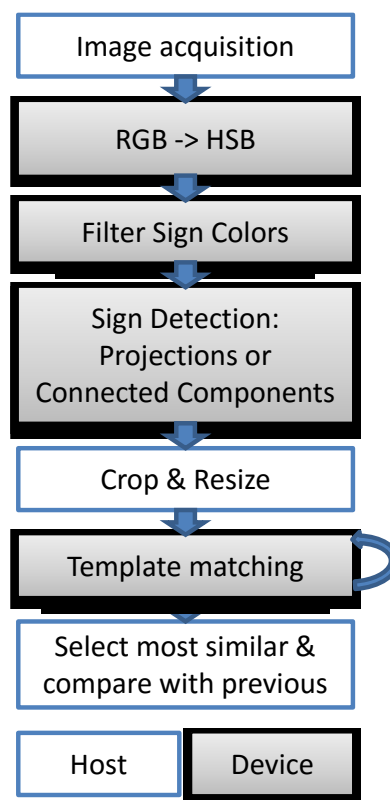 Image acquisition
RGB -> HSB
Filter Sign Colors
Sign Detection:
Projections or
Connected Components
Crop & Resize
Template matching
Select most similar &
compare with previous
Host
Device